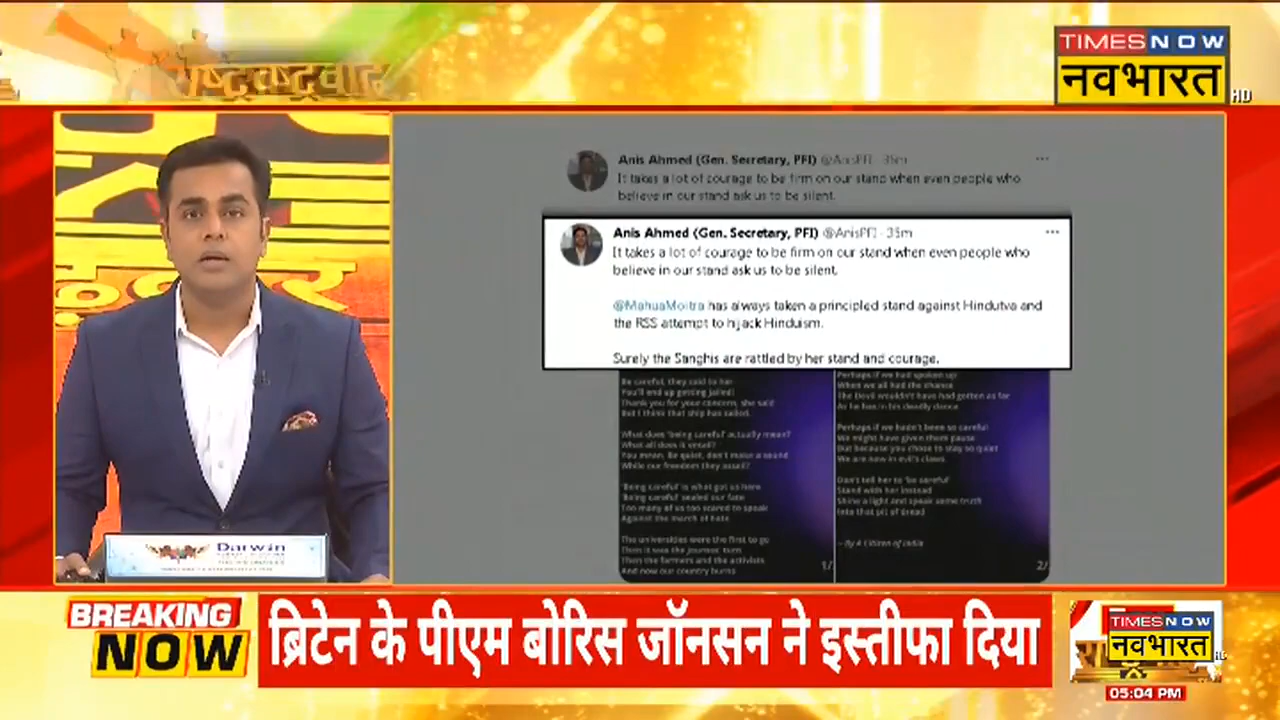 TIMES NOW
नवभारत
HD
Anis Ahmed (Gen. Secretary, PFI) @AnisPFI · 35m
It takes a lot of courage to be firm on our stand when even people who
believe in our stand ask us to be silent.
Anis Ahmed (Gen. Secretary, PFI) @AnisPFI · 35m
It takes a lot of courage to be firm on our stand when even people who
believe in our stand ask us to be silent.
@MahuaMoitra has always taken a principled stand against Hindutva and
the RSS attempt to hijack Hinduism.
Surely the Sanghis are rattled by her stand and courage.
Be careful, they said to her
You'll end up getting jailed!
Thank you for your concern, she said
But I think that ship has sailed.
What does 'being careful' actually mean?
What all does it entail?
You mean, Be quiet, don't make a sound
While our freedom they assail?
'Being careful' is what got us here
'Being careful' sealed our fate
Too many of us too scared to speak
Against the march of hate
The universities were the first to go
Then it was the journos' turn
Then the farmers and the activists
And now our country burns
1/
Perhaps if we had spoken up
When we all had the chance
The Devil wouldn't have had gotten as far
As he has in his deadly dance
Perhaps if we hadn't been so careful
We might have given them pause
But because you chose to stay so quiet
We are now in evil's claws
Don't tell her to 'be careful'
Stand with her instead
Shine a light and speak some truth
Into that pit of dread
- By A Citizen of India
2/
Darwin
BREAKING
NOW
ब्रिटेन के पीएम बोरिस जॉनसन ने इस्तीफा दिया
TIMES NOW
नवभारत
05:04 PM